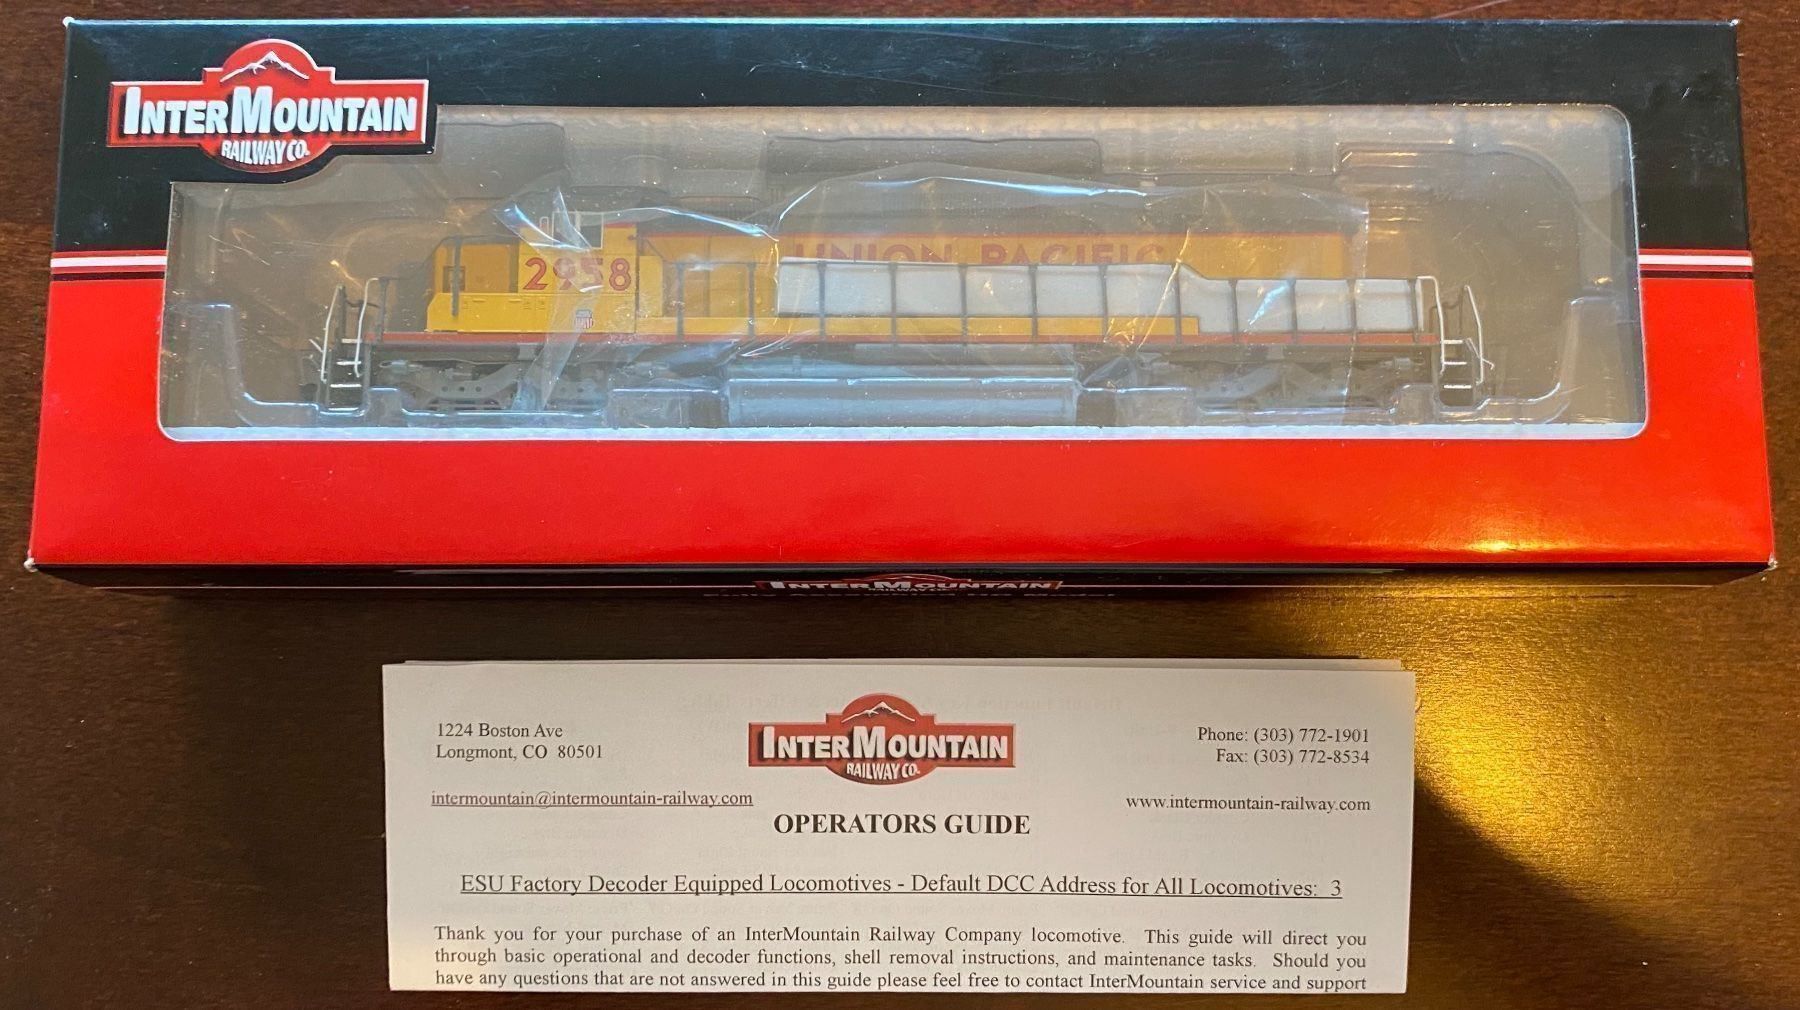 INTERMOUNTAIN
RAILWAY CO.
UNION PACIFIC
2958
INTERMOUNTAIN
RAILWAY CO.
1224 Boston Ave
Longmont, CO 80501
intermountain@intermountain-railway.com
INTERMOUNTAIN
RAILWAY CO.
Phone: (303) 772-1901
Fax: (303) 772-8534
www.intermountain-railway.com
OPERATORS GUIDE
ESU Factory Decoder Equipped Locomotives - Default DCC Address for All Locomotives: 3
Thank you for your purchase of an InterMountain Railway Company locomotive. This guide will direct you
through basic operational and decoder functions, shell removal instructions, and maintenance tasks. Should you
have any questions that are not answered in this guide please feel free to contact InterMountain service and support